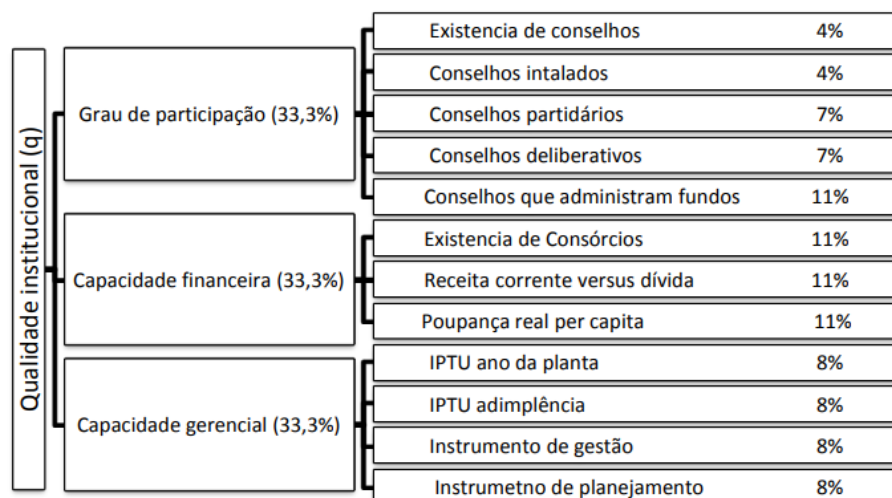 Qualidade institucional (q)
Grau de participação (33,3%)
Existencia de conselhos 4%
Conselhos intalados 4%
Conselhos partidários 7%
Conselhos deliberativos 7%
Conselhos que administram fundos 11%
Capacidade financeira (33,3%)
Existencia de Consórcios 11%
Receita corrente versus dívida 11%
Poupança real per capita 11%
Capacidade gerencial (33,3%)
IPTU ano da planta 8%
IPTU adimplência 8%
Instrumento de gestão 8%
Instrumetno de planejamento 8%